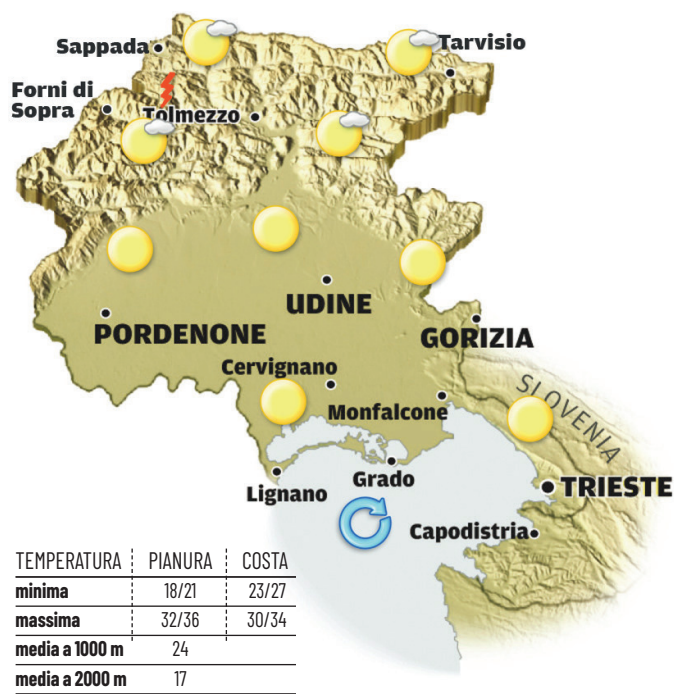 Sappada
Tarvisio
Forni di
Sopra
Tolmezzo
UDINE
PORDENONE
GORIZIA
Cervignano
Monfalcone
SLOVENIA
Grado
Lignano
TRIESTE
Capodistria
TEMPERATURA PIANURA COSTA
minima 18/21 23/27
massima 32/36 30/34
media a 1000 m 24
media a 2000 m 17